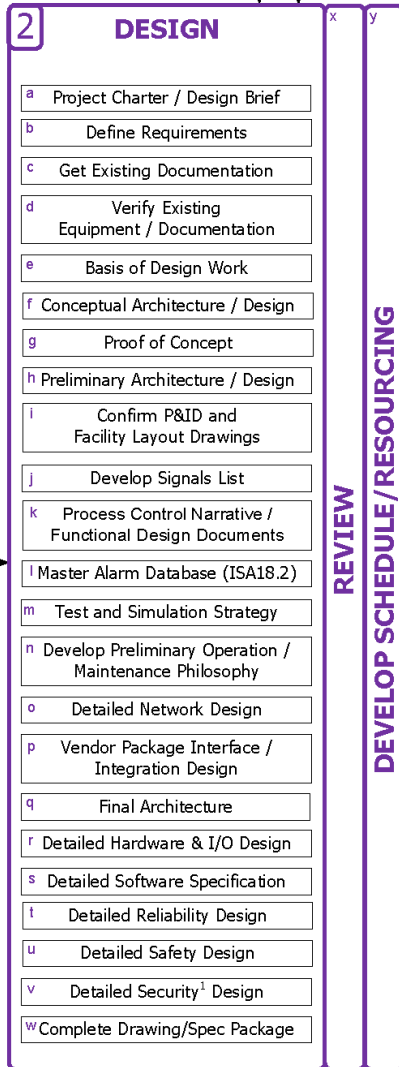 2 DESIGN
x
y
a Project Charter / Design Brief
b Define Requirements
c Get Existing Documentation
d Verify Existing
Equipment / Documentation
e Basis of Design Work
f Conceptual Architecture / Design
g Proof of Concept
h Preliminary Architecture / Design
i Confirm P&ID and
Facility Layout Drawings
j Develop Signals List
k Process Control Narrative /
Functional Design Documents
l Master Alarm Database (ISA18.2)
m Test and Simulation Strategy
n Develop Preliminary Operation /
Maintenance Philosophy
o Detailed Network Design
p Vendor Package Interface /
Integration Design
q Final Architecture
r Detailed Hardware & I/O Design
s Detailed Software Specification
t Detailed Reliability Design
u Detailed Safety Design
v Detailed Security¹ Design
w Complete Drawing/Spec Package
REVIEW
DEVELOP SCHEDULE/RESOURCING